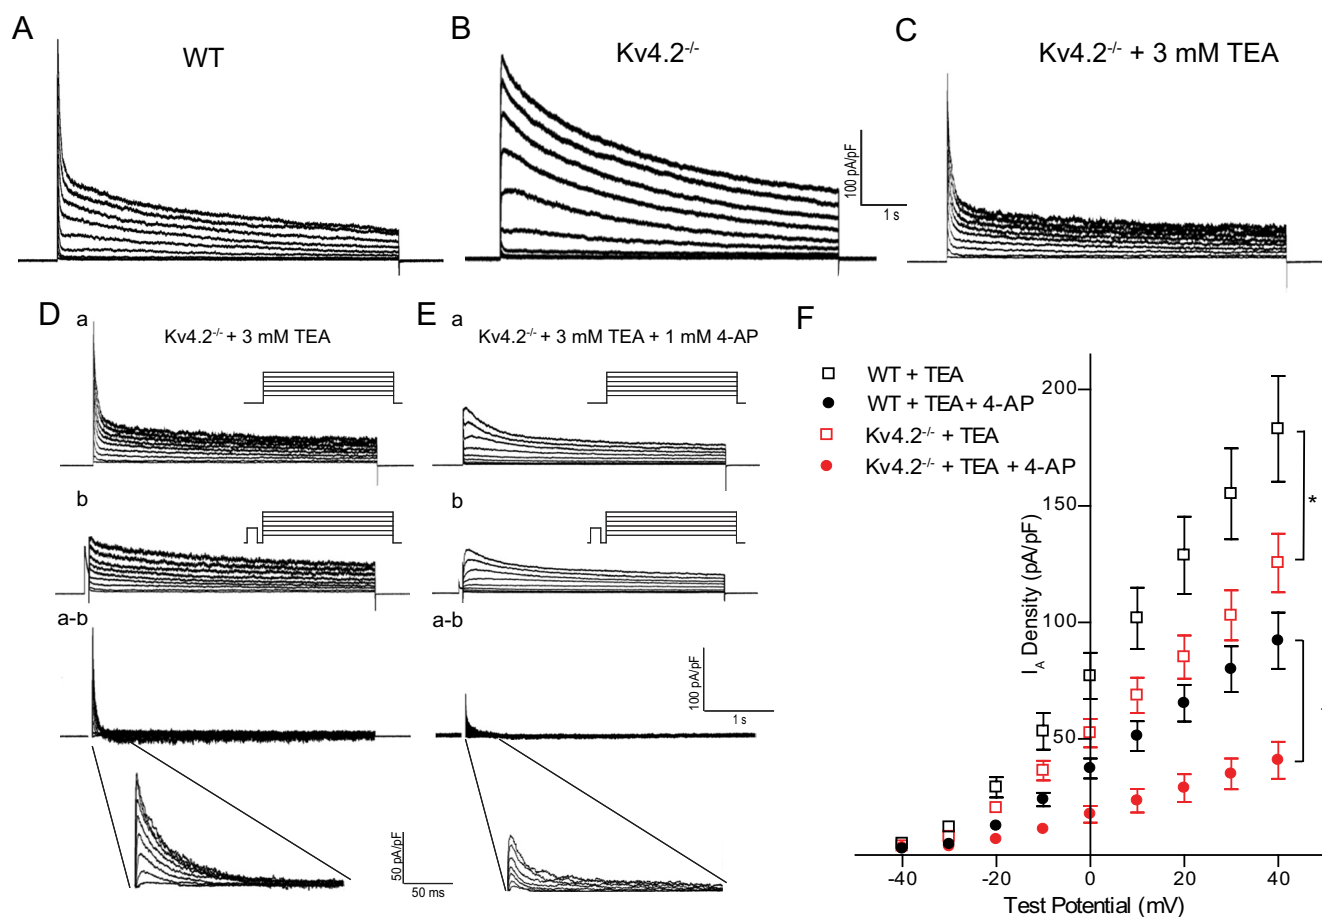 A
WT
B
Kv4.2-/-
C
Kv4.2-/- + 3 mM TEA
100 pA/pF
1 s
D
a
Kv4.2-/- + 3 mM TEA
b
a-b
50 pA/pF
50 ms
E
a
Kv4.2-/- + 3 mM TEA + 1 mM 4-AP
b
a-b
100 pA/pF
1 s
F
WT + TEA
WT + TEA + 4-AP
Kv4.2-/- + TEA
Kv4.2-/- + TEA + 4-AP
200
150
100
50
IA Density (pA/pF)
*
-40
-20
0
20
40
Test Potential (mV)